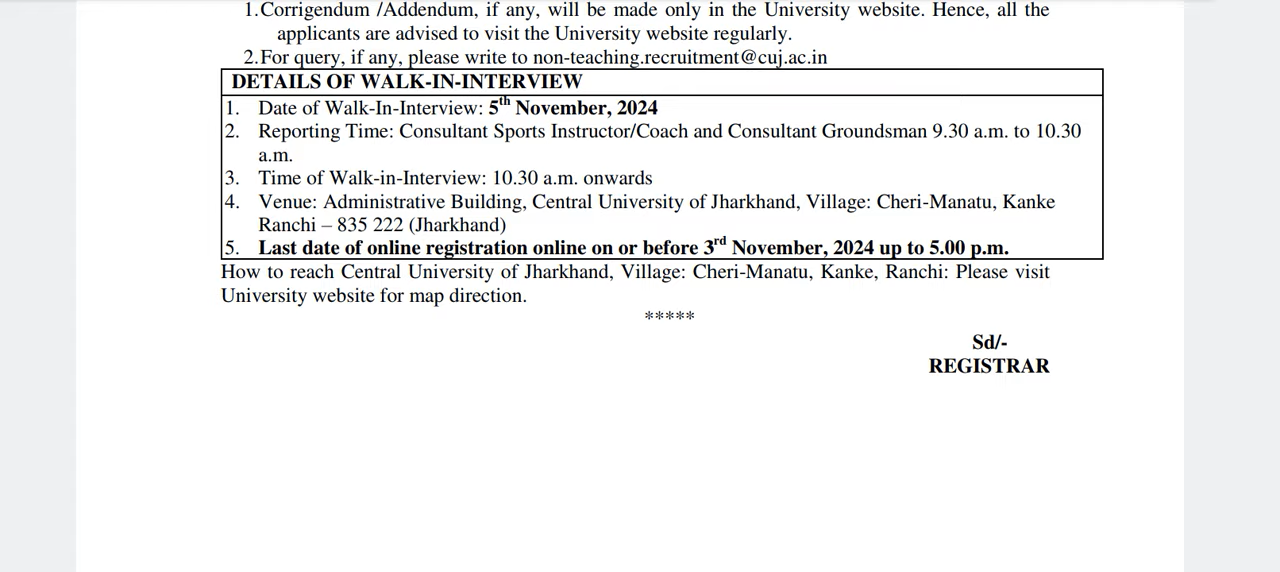 1.Corrigendum /Addendum, if any, will be made only in the University website. Hence, all the
applicants are advised to visit the University website regularly.
2.For query, if any, please write to non-teaching.recruitment@cuj.ac.in
DETAILS OF WALK-IN-INTERVIEW
1. Date of Walk-In-Interview: 5th November, 2024
2. Reporting Time: Consultant Sports Instructor/Coach and Consultant Groundsman 9.30 a.m. to 10.30
a.m.
3. Time of Walk-in-Interview: 10.30 a.m. onwards
4. Venue: Administrative Building, Central University of Jharkhand, Village: Cheri-Manatu, Kanke
Ranchi – 835 222 (Jharkhand)
5. Last date of online registration online on or before 3rd November, 2024 up to 5.00 p.m.
How to reach Central University of Jharkhand, Village: Cheri-Manatu, Kanke, Ranchi: Please visit
University website for map direction.
*****
Sd/-
REGISTRAR